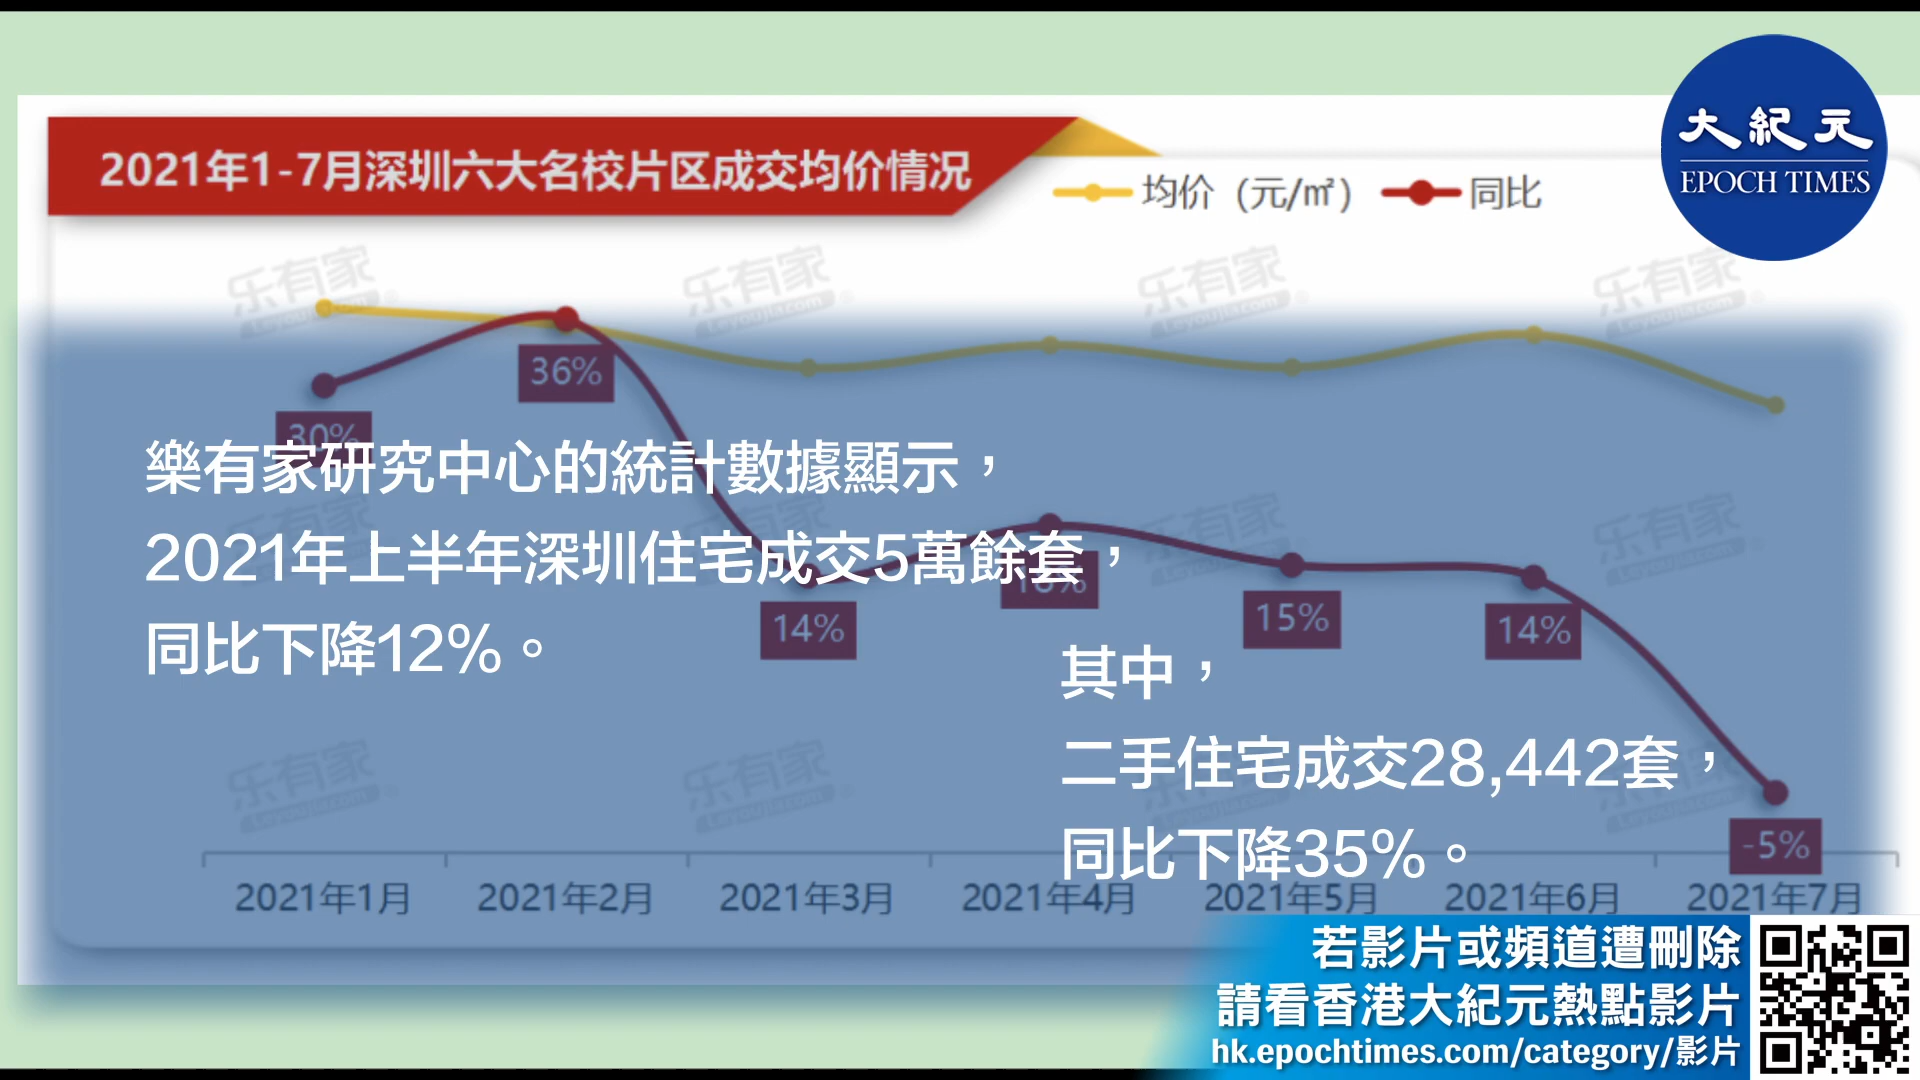 大紀元
EPOCH TIMES
2021年1-7月深圳六大名校片区成交均价情况
均价（元/㎡） 同比
乐有家
Leyoujia.com
36%
30%
樂有家研究中心的統計數據顯示，
2021年上半年深圳住宅成交5萬餘套，
同比下降12%。
14%
15%
14%
其中，
二手住宅成交28,442套，
同比下降35%。
-5%
2021年1月 2021年2月 2021年3月 2021年4月 2021年5月 2021年6月 2021年7月
若影片或頻道遭刪除
請看香港大紀元熱點影片
hk.epochtimes.com/category/影片